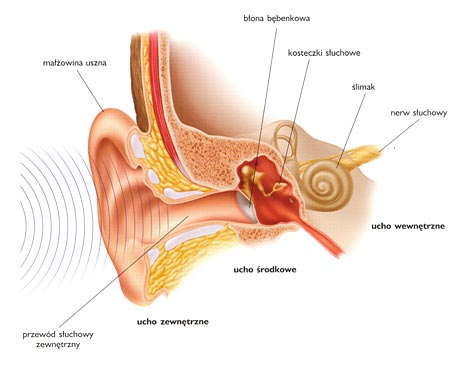 błona bębenkowa
kosteczki słuchowe
małżowina uszna
ślimak
nerw słuchowy
ucho wewnętrzne
ucho środkowe
ucho zewnętrzne
przewód słuchowy
zewnętrzny